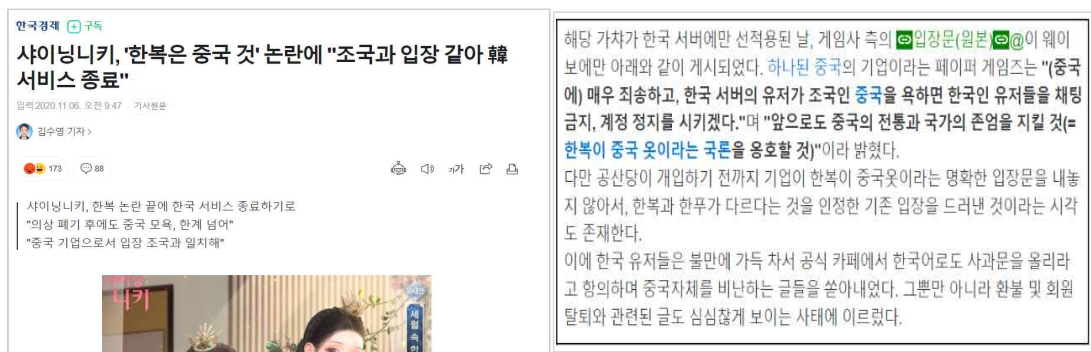 한국경제 구독
샤이닝니키, '한복은 중국 것' 논란에 "조국과 입장 같아 韓
서비스 종료"
입력 2020.11.06. 오전 9:47 기사원문
김수영 기자 >
173 88
가가
샤이닝니키, 한복 논란 끝에 한국 서비스 종료하기로
"의상 폐기 후에도 중국 모욕, 한계 넘어"
"중국 기업으로서 입장 조국과 일치해"
샤이닝
니키
세월속한
해당 가챠가 한국 서버에만 선적용된 날, 게임사 측의 입장문(원본)@이 웨이
보에만 아래와 같이 게시되었다. 하나된 중국의 기업이라는 페이퍼 게임즈는 "(중국
에) 매우 죄송하고, 한국 서버의 유저가 조국인 중국을 욕하면 한국인 유저들을 채팅
금지, 계정 정지를 시키겠다."며 "앞으로도 중국의 전통과 국가의 존엄을 지킬 것(=
한복이 중국 옷이라는 국론을 옹호할 것)"이라 밝혔다.
다만 공산당이 개입하기 전까지 기업이 한복이 중국옷이라는 명확한 입장문을 내놓
지 않아서, 한복과 한푸가 다르다는 것을 인정한 기존 입장을 드러낸 것이라는 시각
도 존재한다.
이에 한국 유저들은 불만에 가득 차서 공식 카페에서 한국어로도 사과문을 올리라
고 항의하며 중국자체를 비난하는 글들을 쏟아내었다. 그뿐만 아니라 환불 및 회원
탈퇴와 관련된 글도 심심찮게 보이는 사태에 이르렀다.